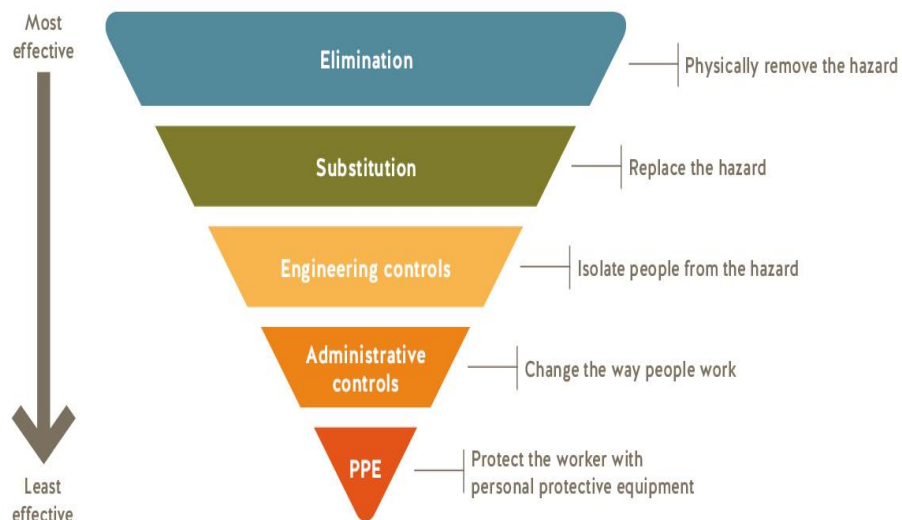 Most
effective
Elimination
Physically remove the hazard
Substitution
Replace the hazard
Engineering controls
Isolate people from the hazard
Administrative
controls
Change the way people work
PPE
Protect the worker with
personal protective equipment
Least
effective